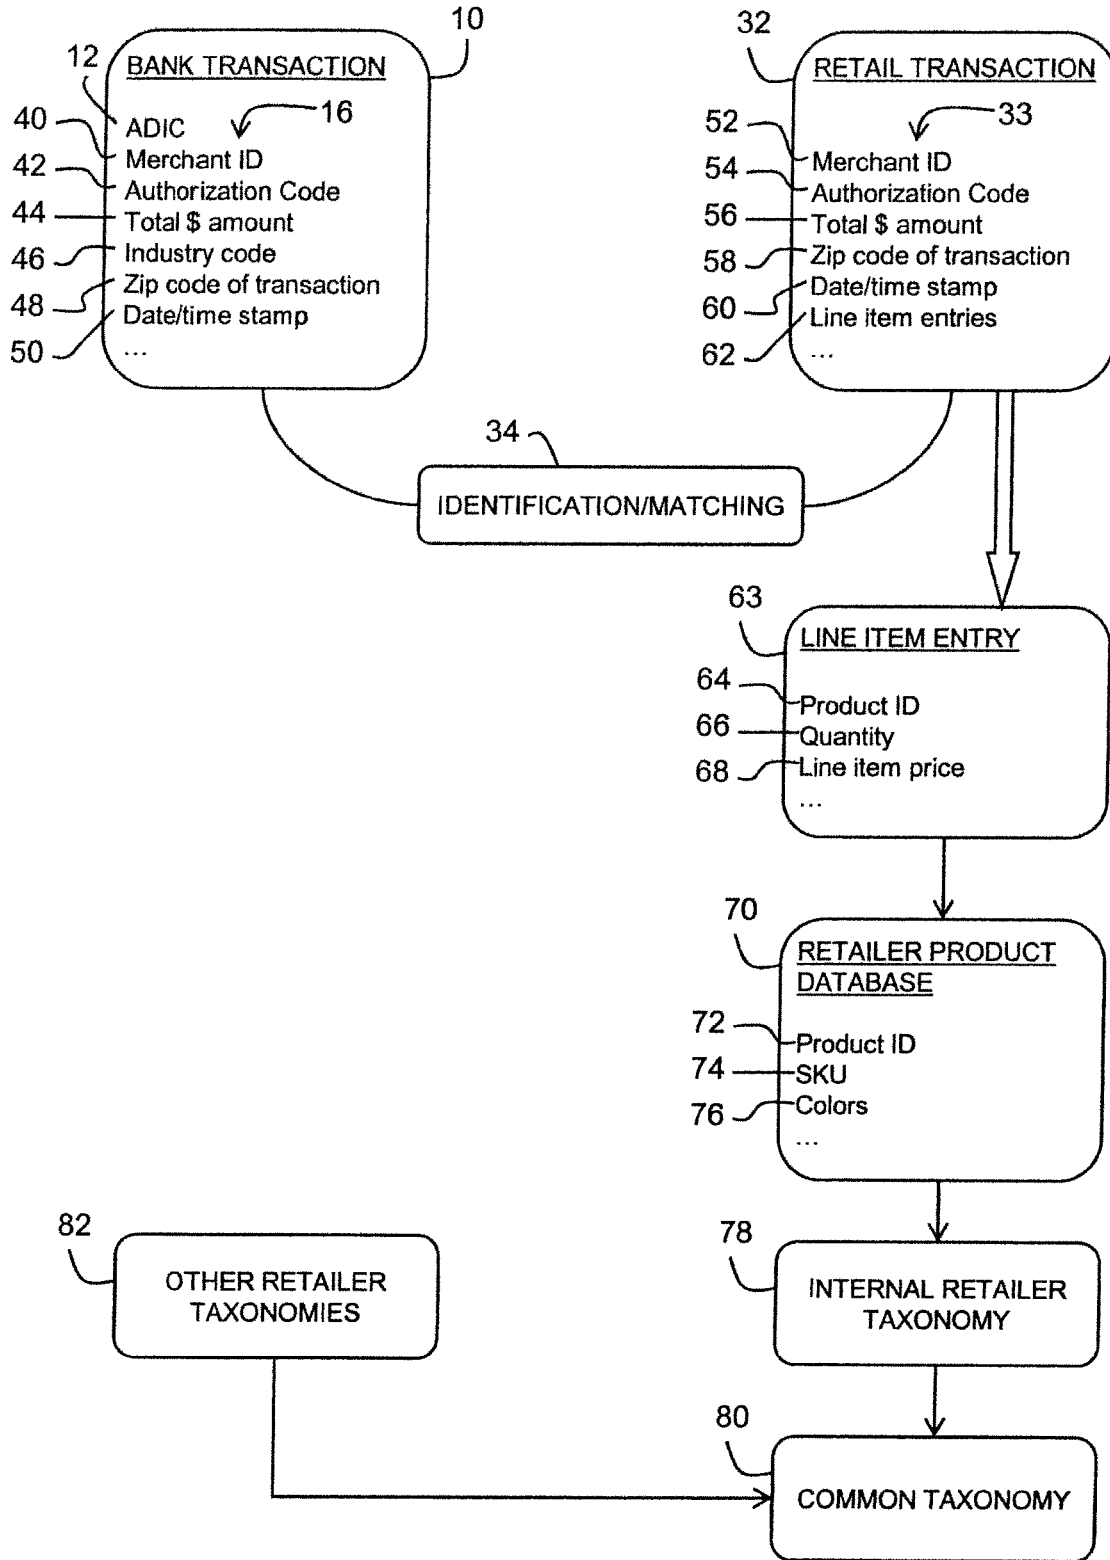 10
BANK TRANSACTION
12
16
ADIC
40
Merchant ID
42
Authorization Code
44
Total $ amount
46
Industry code
48
Zip code of transaction
50
Date/time stamp
...
32
RETAIL TRANSACTION
33
52
Merchant ID
54
Authorization Code
56
Total $ amount
58
Zip code of transaction
60
Date/time stamp
62
Line item entries
...
34
IDENTIFICATION/MATCHING
63
LINE ITEM ENTRY
64
Product ID
66
Quantity
68
Line item price
...
70
RETAILER PRODUCT
DATABASE
72
Product ID
74
SKU
76
Colors
...
82
OTHER RETAILER
TAXONOMIES
78
INTERNAL RETAILER
TAXONOMY
80
COMMON TAXONOMY